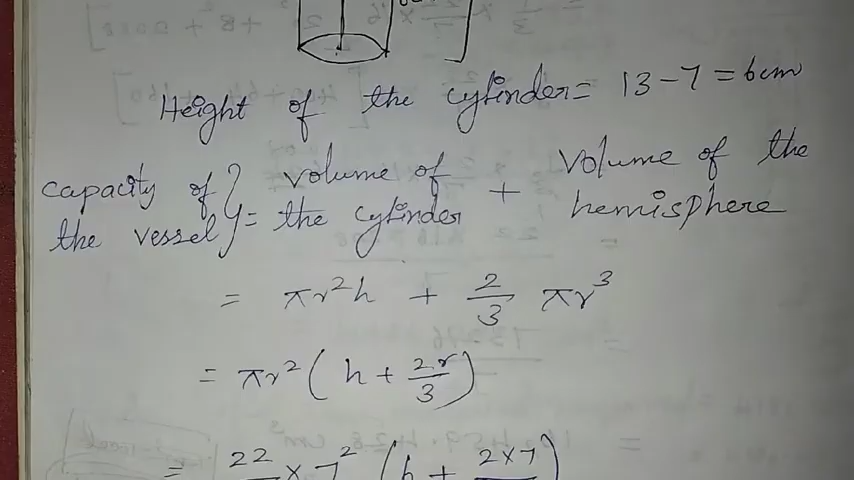 Height of the cylinder = 13 - 7 = 6cm
capacity of the vessel } = volume of the cylinder + Volume of the hemisphere
= πr²h + 2/3 πr³
= πr² ( h + 2r/3 )
= 22 × 7² ( h + 2×7 )